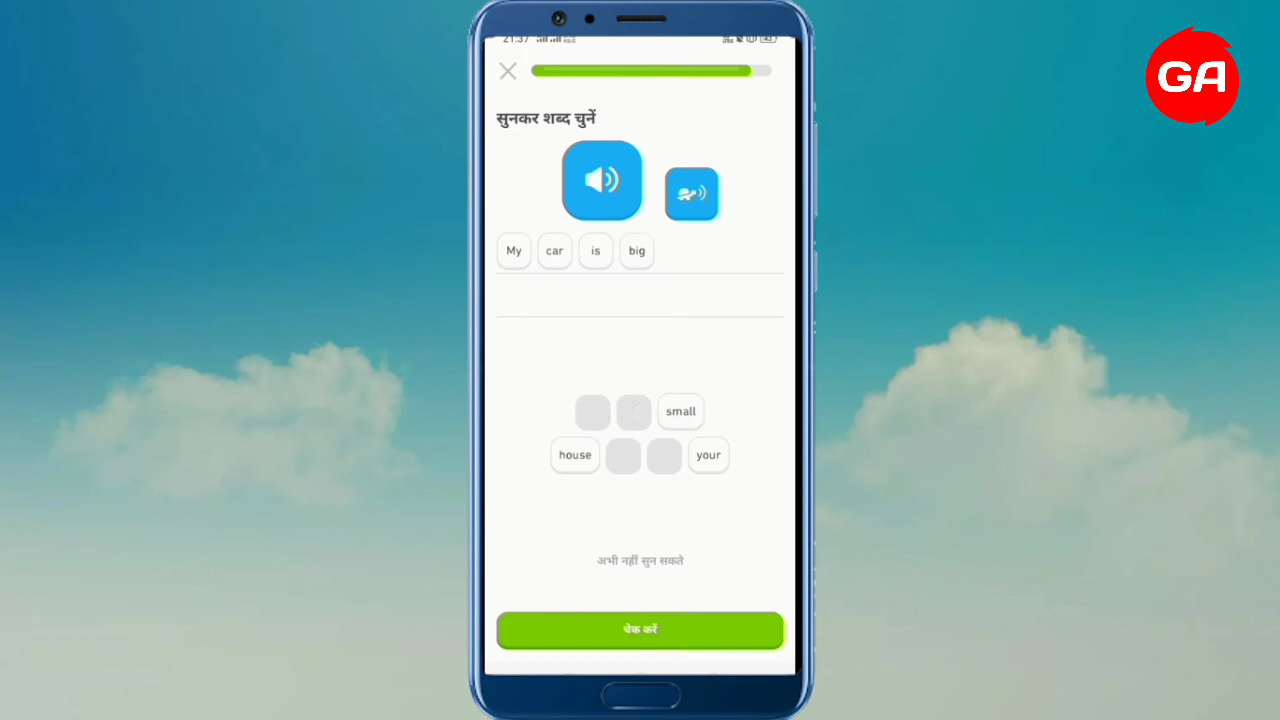 GA
21:37
सुनकर शब्द चुनें
My car is big
small
house your
अभी नहीं सुन सकते
चेक करें